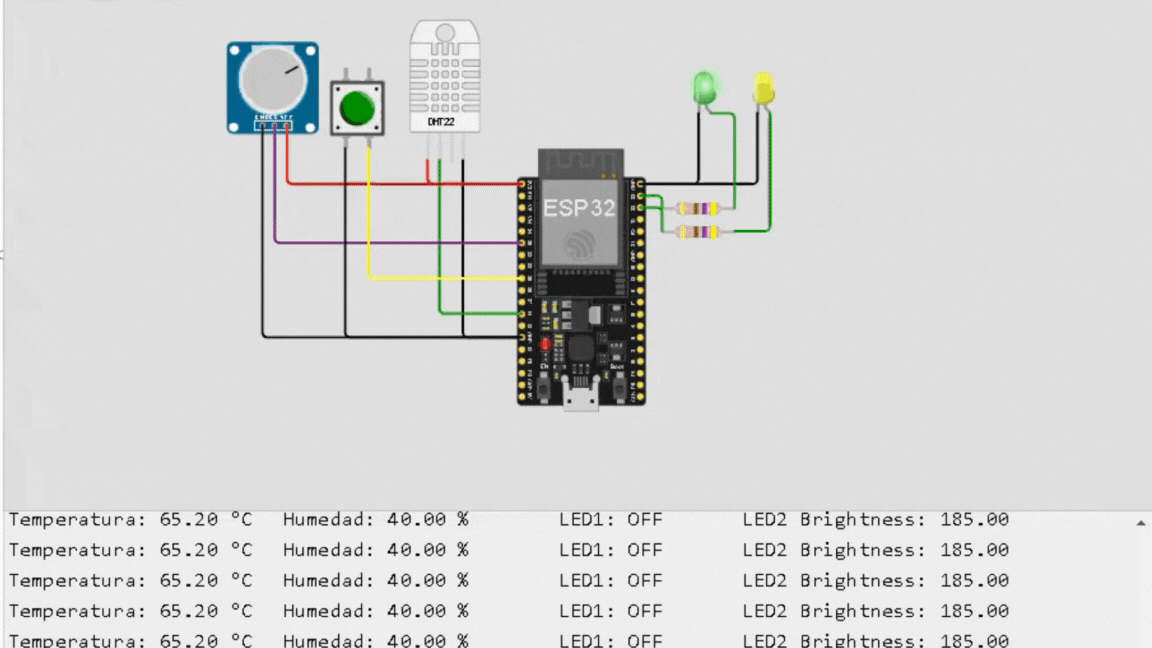 DHT22
ESP32
En
Boot
Temperatura: 65.20 °C Humedad: 40.00 % LED1: OFF LED2 Brightness: 185.00
Temperatura: 65.20 °C Humedad: 40.00 % LED1: OFF LED2 Brightness: 185.00
Temperatura: 65.20 °C Humedad: 40.00 % LED1: OFF LED2 Brightness: 185.00
Temperatura: 65.20 °C Humedad: 40.00 % LED1: OFF LED2 Brightness: 185.00
Temperatura: 65.20 °C Humedad: 40.00 % LED1: OFF LED2 Brightness: 185.00